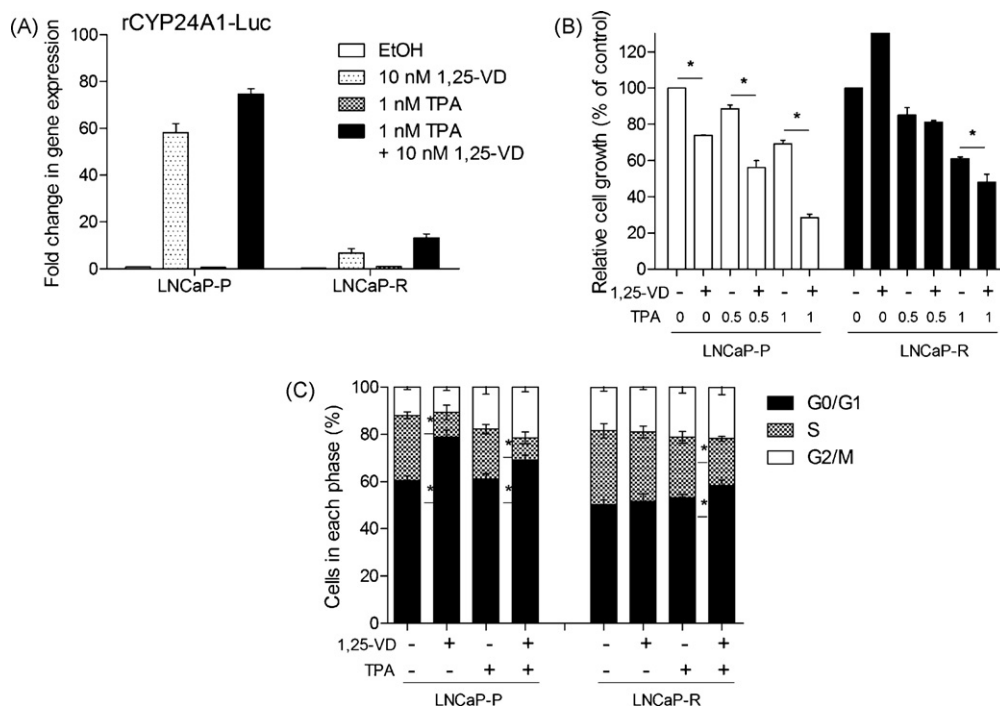 (A)
rCYP24A1-Luc
Fold change in gene expression
100
80
60
40
20
0
EtOH
10 nM 1,25-VD
1 nM TPA
1 nM TPA
+ 10 nM 1,25-VD
LNCaP-P
LNCaP-R
(B)
Relative cell growth (% of control)
120
100
80
60
40
20
0
* * * *
1,25-VD - + - + - + - + - + - +
TPA 0 0 0.5 0.5 1 1 0 0 0.5 0.5 1 1
LNCaP-P
LNCaP-R
(C)
Cells in each phase (%)
100
80
60
40
20
0
* * *
* * *
G0/G1
S
G2/M
1,25-VD - + - + - + - +
TPA - - + + - - + +
LNCaP-P
LNCaP-R